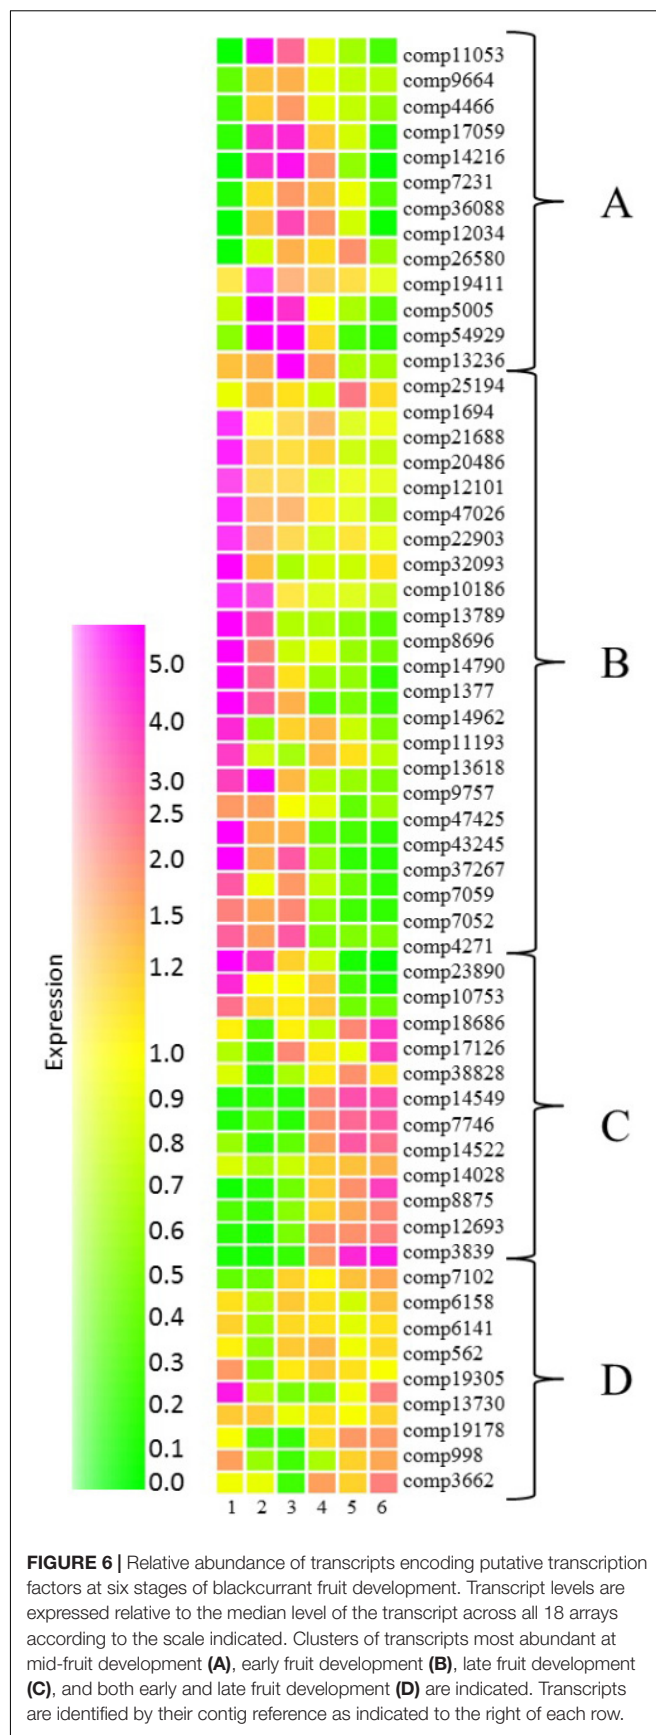 comp11053
comp9664
comp4466
comp17059
comp14216
comp7231
comp36088
comp12034
comp26580
comp19411
comp5005
comp54929
comp13236
comp25194
comp1694
comp21688
comp20486
comp12101
comp47026
comp22903
comp32093
comp10186
comp13789
comp8696
comp14790
comp1377
comp14962
comp11193
comp13618
comp9757
comp47425
comp43245
comp37267
comp7059
comp7052
comp4271
comp23890
comp10753
comp18686
comp17126
comp38828
comp14549
comp7746
comp14522
comp14028
comp8875
comp12693
comp3839
comp7102
comp6158
comp6141
comp562
comp19305
comp13730
comp19178
comp998
comp3662
A
B
C
D
Expression
5.0
4.0
3.0
2.5
2.0
1.5
1.2
1.0
0.9
0.8
0.7
0.6
0.5
0.4
0.3
0.2
0.1
0.0
1 2 3 4 5 6
FIGURE 6 | Relative abundance of transcripts encoding putative transcription
factors at six stages of blackcurrant fruit development. Transcript levels are
expressed relative to the median level of the transcript across all 18 arrays
according to the scale indicated. Clusters of transcripts most abundant at
mid-fruit development (A), early fruit development (B), late fruit development
(C), and both early and late fruit development (D) are indicated. Transcripts
are identified by their contig reference as indicated to the right of each row.